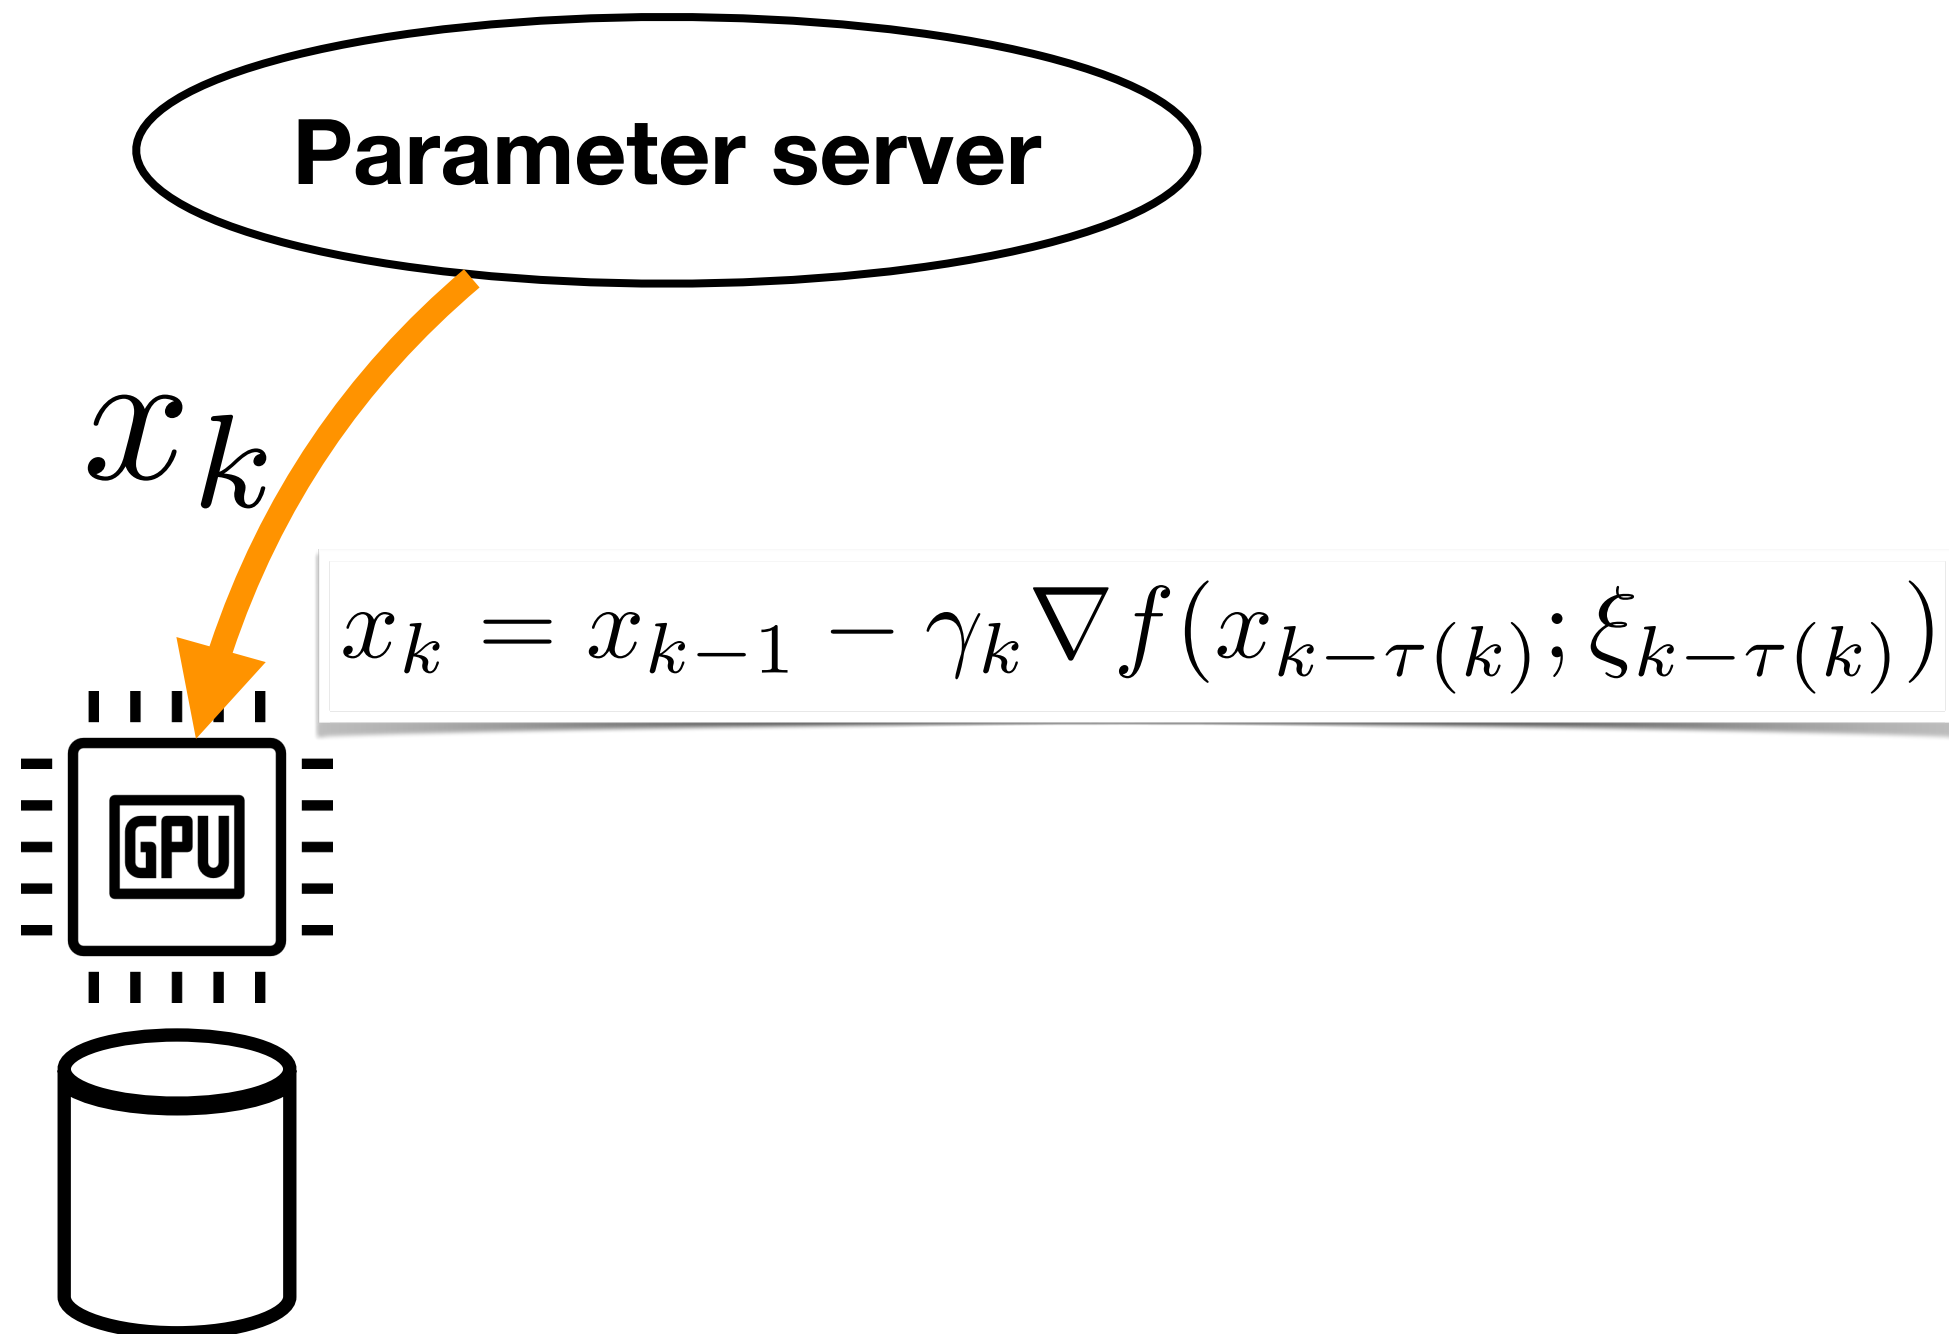 Parameter server
x_k
x_k = x_{k-1} − γ_k∇f(x_{k−τ(k)}; ξ_{k−τ(k)})
GPU